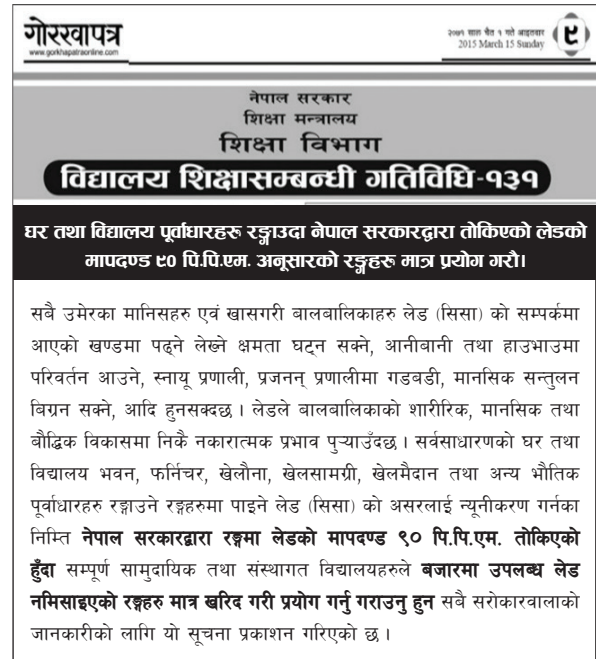 गोरखापत्र
www.gorkhapatraonline.com
२०७१ साल चैत १ गते आइतवार
2015 March 15 Sunday
९
नेपाल सरकार
शिक्षा मन्त्रालय
शिक्षा विभाग
विद्यालय शिक्षासम्बन्धी गतिविधि-१३१
घर तथा विद्यालय पूर्वाधारहरू रङ्गाउदा नेपाल सरकारद्वारा तोकिएको लेडको
मापदण्ड ९० पि.पि.एम. अनूसारको रङ्गहरू मात्र प्रयोग गरौ।
सबै उमेरका मानिसहरु एवं खासगरी बालबालिकाहरु लेड (सिसा) को सम्पर्कमा
आएको खण्डमा पढ्ने लेख्ने क्षमता घट्न सक्ने, आनीबानी तथा हाउभाउमा
परिवर्तन आउने, स्नायू प्रणाली, प्रजनन् प्रणालीमा गडबडी, मानसिक सन्तुलन
बिग्रन सक्ने, आदि हुनसक्दछ । लेडले बालबालिकाको शारीरिक, मानसिक तथा
बौद्धिक विकासमा निकै नकारात्मक प्रभाव पुर्‍याउँदछ । सर्वसाधारणको घर तथा
विद्यालय भवन, फर्निचर, खेलौना, खेलसामग्री, खेलमैदान तथा अन्य भौतिक
पूर्वाधारहरु रङ्गाउने रङ्गहरुमा पाइने लेड (सिसा) को असरलाई न्यूनीकरण गर्नका
निम्ति नेपाल सरकारद्वारा रङ्गमा लेडको मापदण्ड ९० पि.पि.एम. तोकिएको
हुँदा सम्पूर्ण सामुदायिक तथा संस्थागत विद्यालयहरुले बजारमा उपलब्ध लेड
नमिसाइएको रङ्गहरु मात्र खरिद गरी प्रयोग गर्नु गराउनु हुन सबै सरोकारवालाको
जानकारीको लागि यो सूचना प्रकाशन गरिएको छ ।